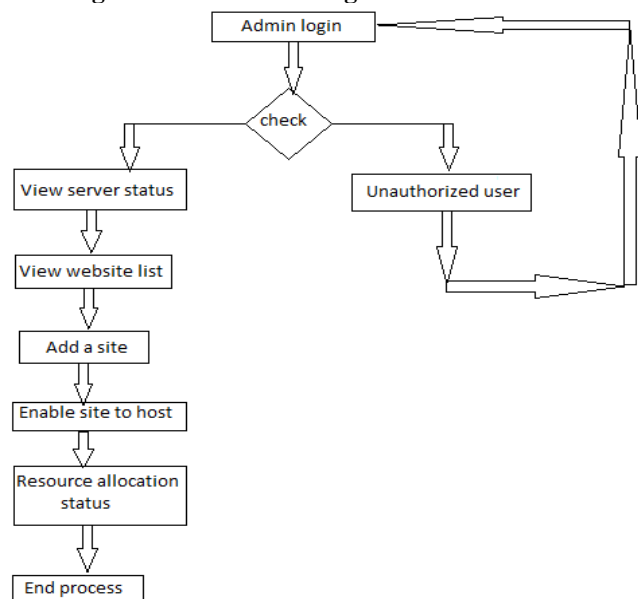 Admin login
check
View server status
Unauthorized user
View website list
Add a site
Enable site to host
Resource allocation
status
End process